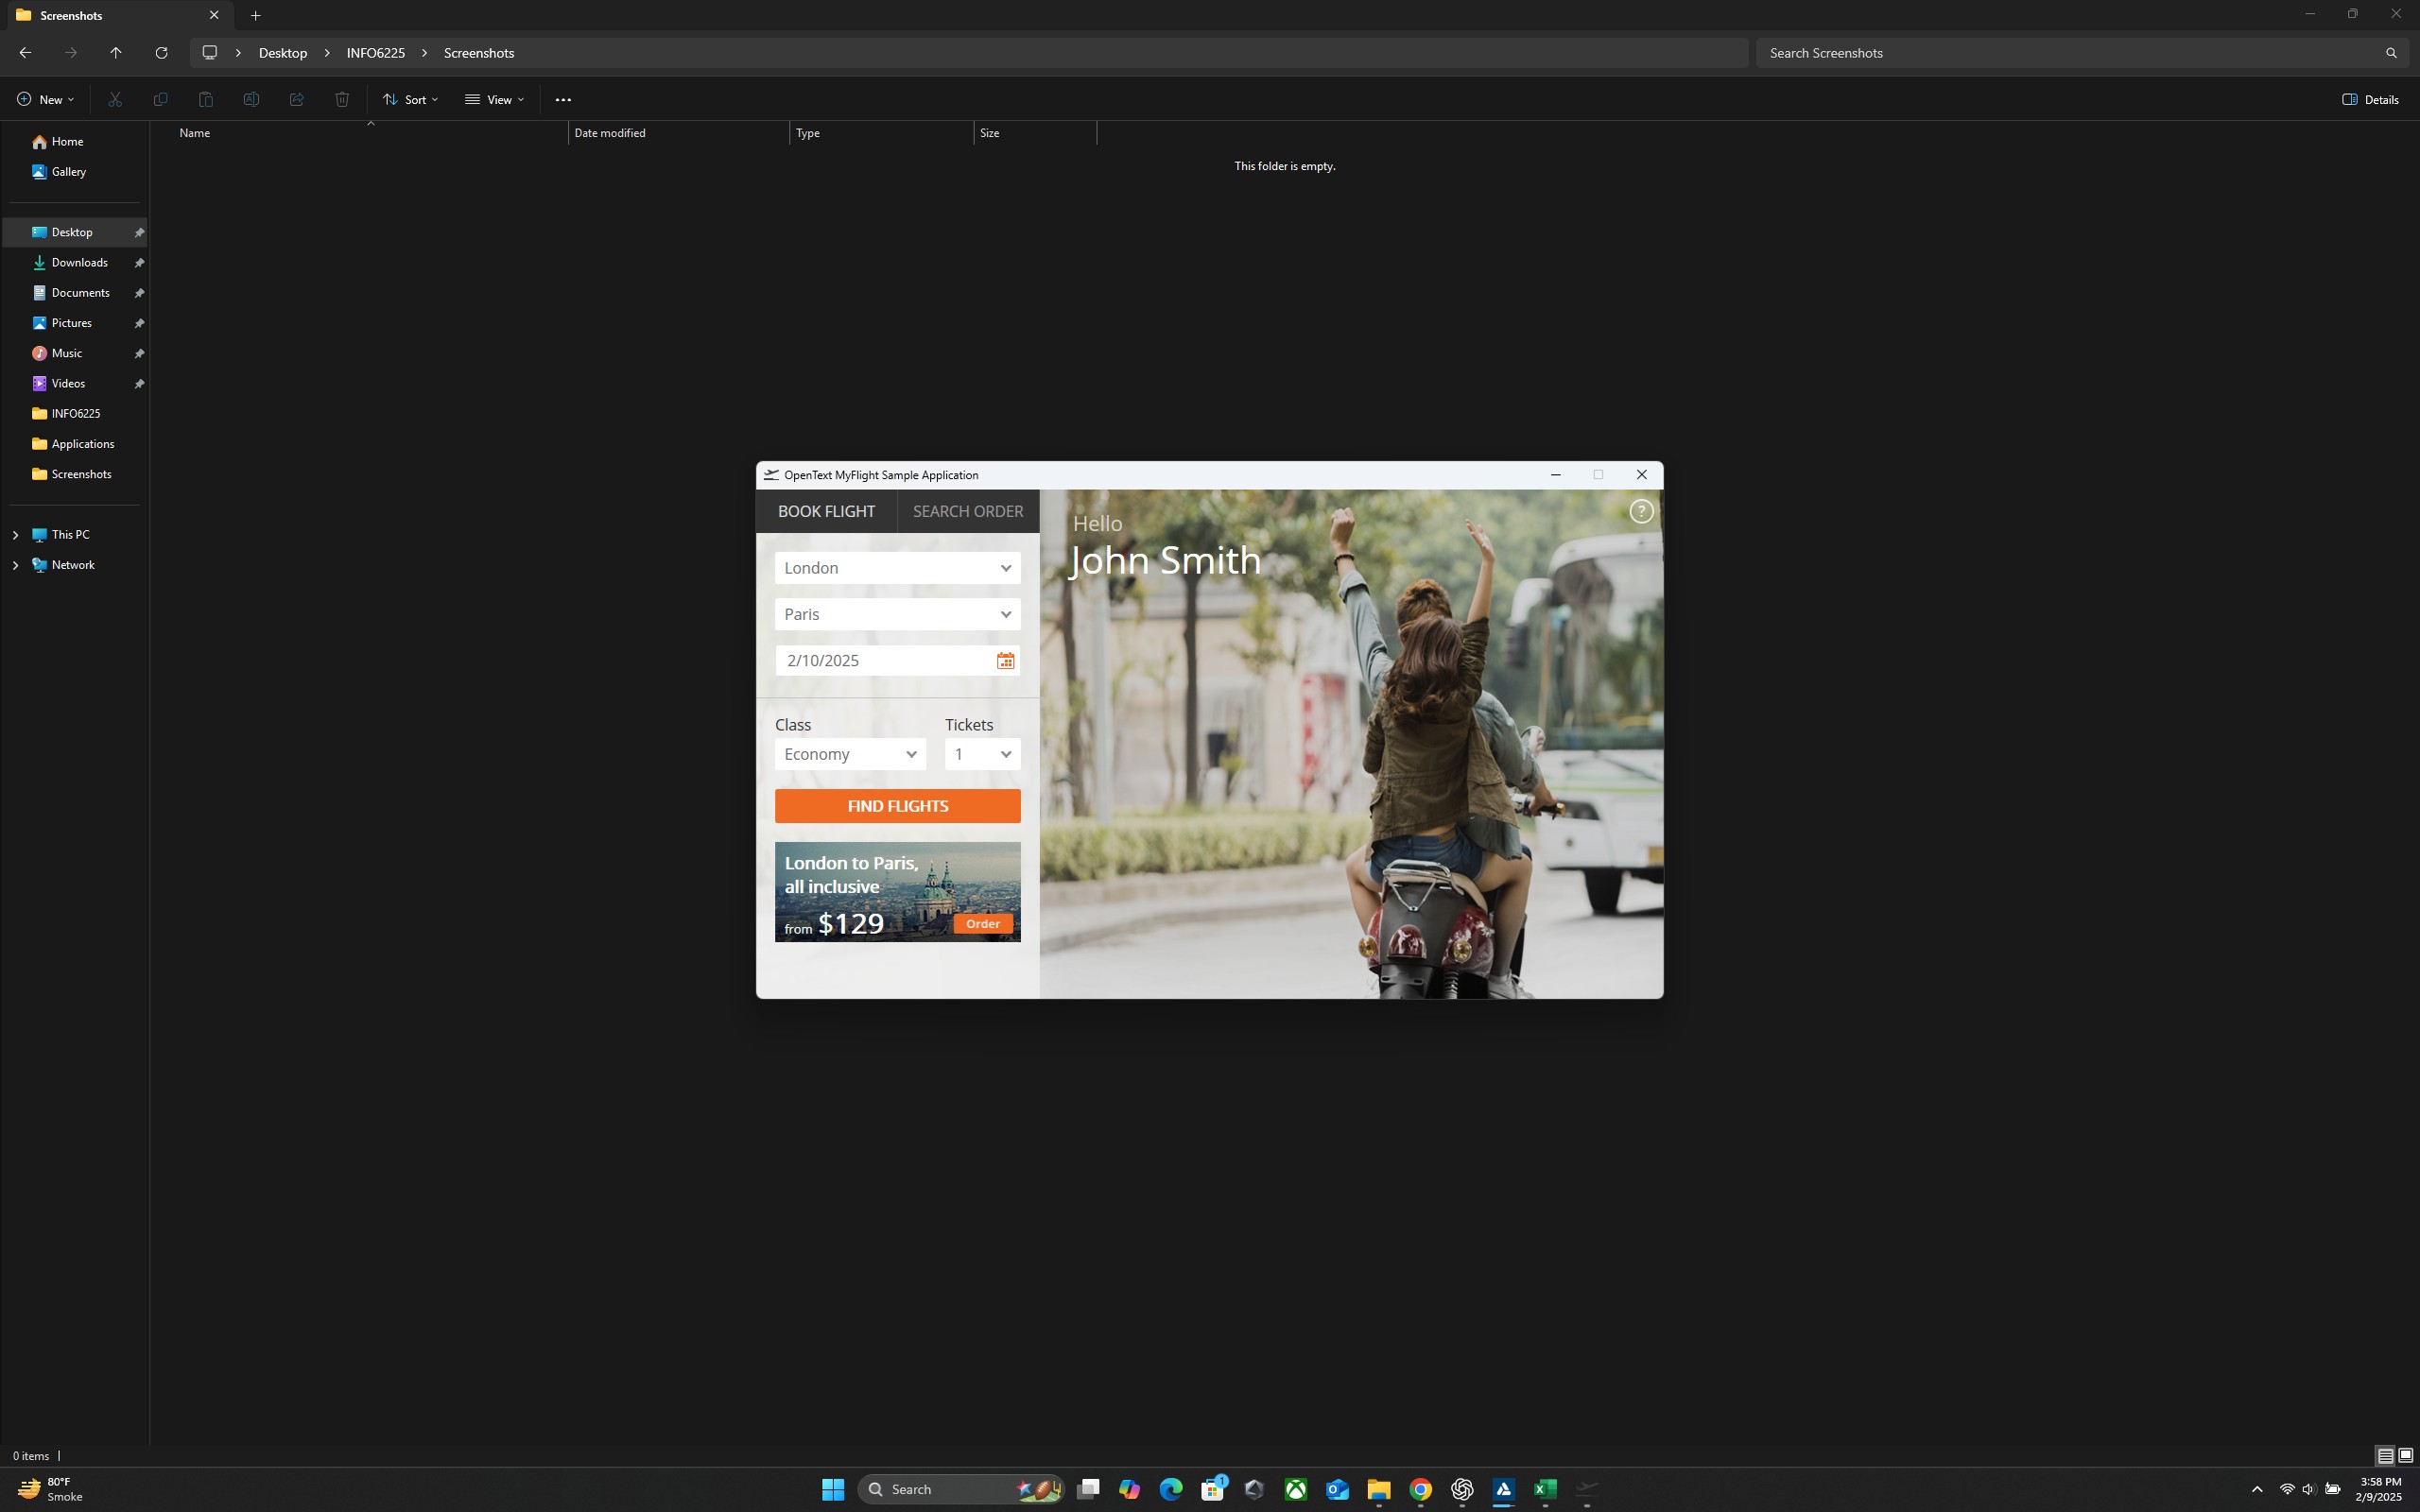 Screenshots
Desktop
INFO6225
Screenshots
Search Screenshots
New
Sort
View
Details
Name
Date modified
Type
Size
This folder is empty.
Home
Gallery
Desktop
Downloads
Documents
Pictures
Music
Videos
INFO6225
Applications
Screenshots
This PC
Network
OpenText MyFlight Sample Application
BOOK FLIGHT
SEARCH ORDER
Hello
John Smith
London
Paris
2/10/2025
Class
Tickets
Economy
1
FIND FLIGHTS
London to Paris,
all inclusive
from $129
Order
0 items
80°F
Smoke
Search
1
3:58 PM
2/9/2025